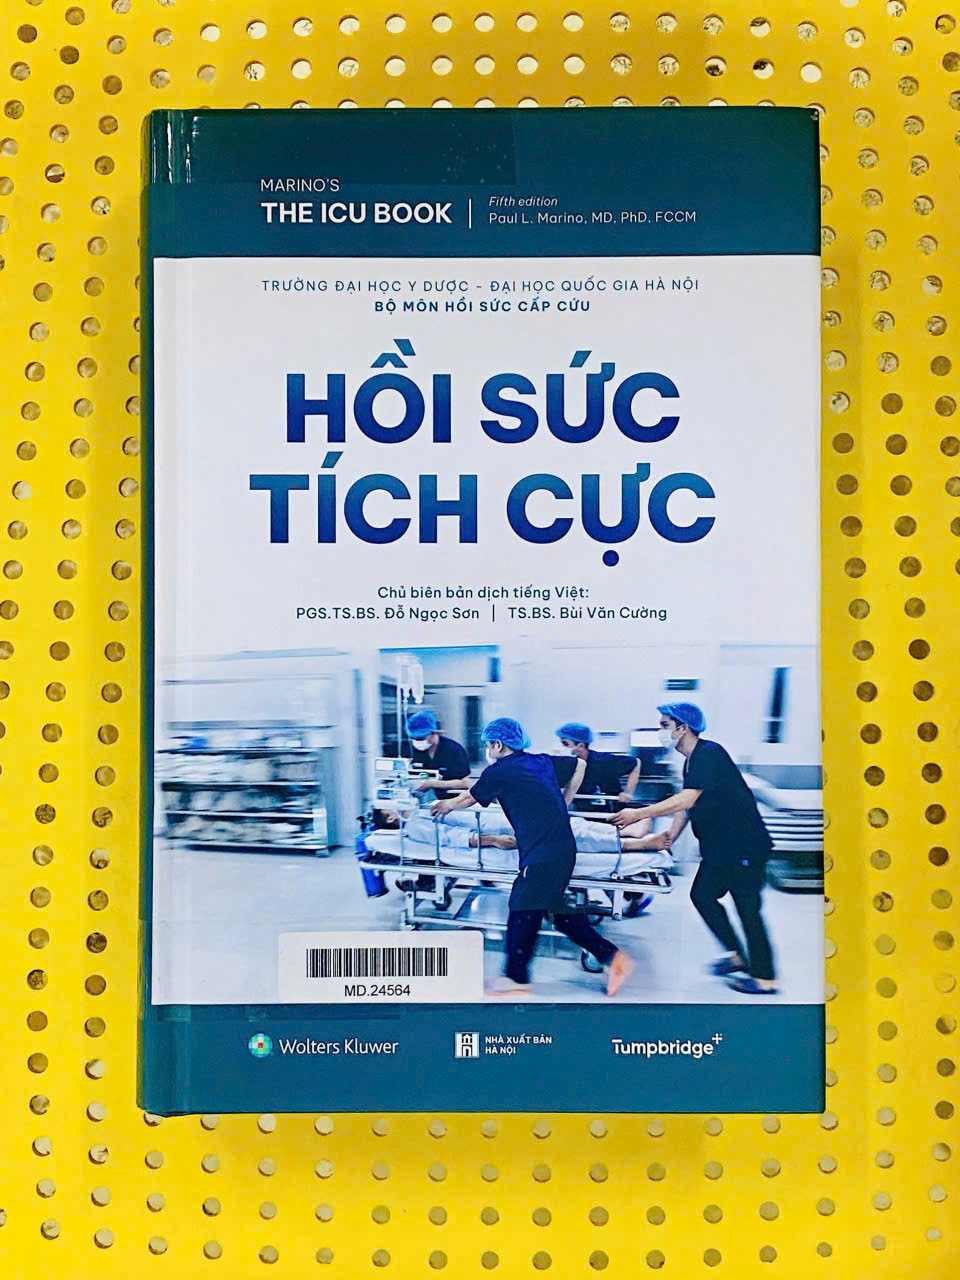 MARINO'S
THE ICU BOOK
Fifth edition
Paul L. Marino, MD, PhD, FCCM
TRƯỜNG ĐẠI HỌC Y DƯỢC - ĐẠI HỌC QUỐC GIA HÀ NỘI
BỘ MÔN HỒI SỨC CẤP CỨU
HỒI SỨC
TÍCH CỰC
Chủ biên bản dịch tiếng Việt:
PGS.TS.BS. Đỗ Ngọc Sơn | TS.BS. Bùi Văn Cường
MD.24564
Wolters Kluwer
NHÀ XUẤT BẢN
HÀ NỘI
Tumpbridge+